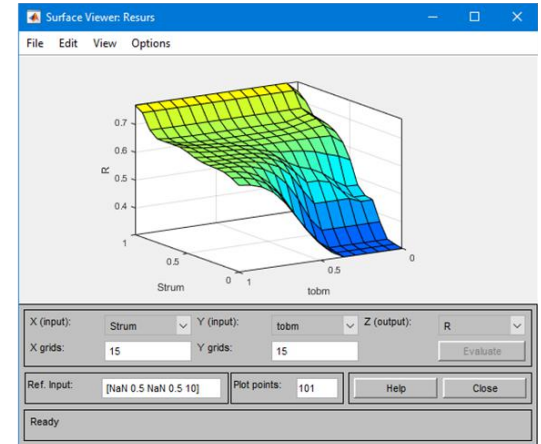 Surface Viewer: Resurs
File Edit View Options
0.7
0.6
0.5
0.4
R
1
0.5
0
Strum
1
0.5
0
tobm
X (input): Strum Y (input): tobm Z (output): R
X grids: 15 Y grids: 15 Evaluate
Ref. Input: [NaN 0.5 NaN 0.5 10] Plot points: 101 Help Close
Ready